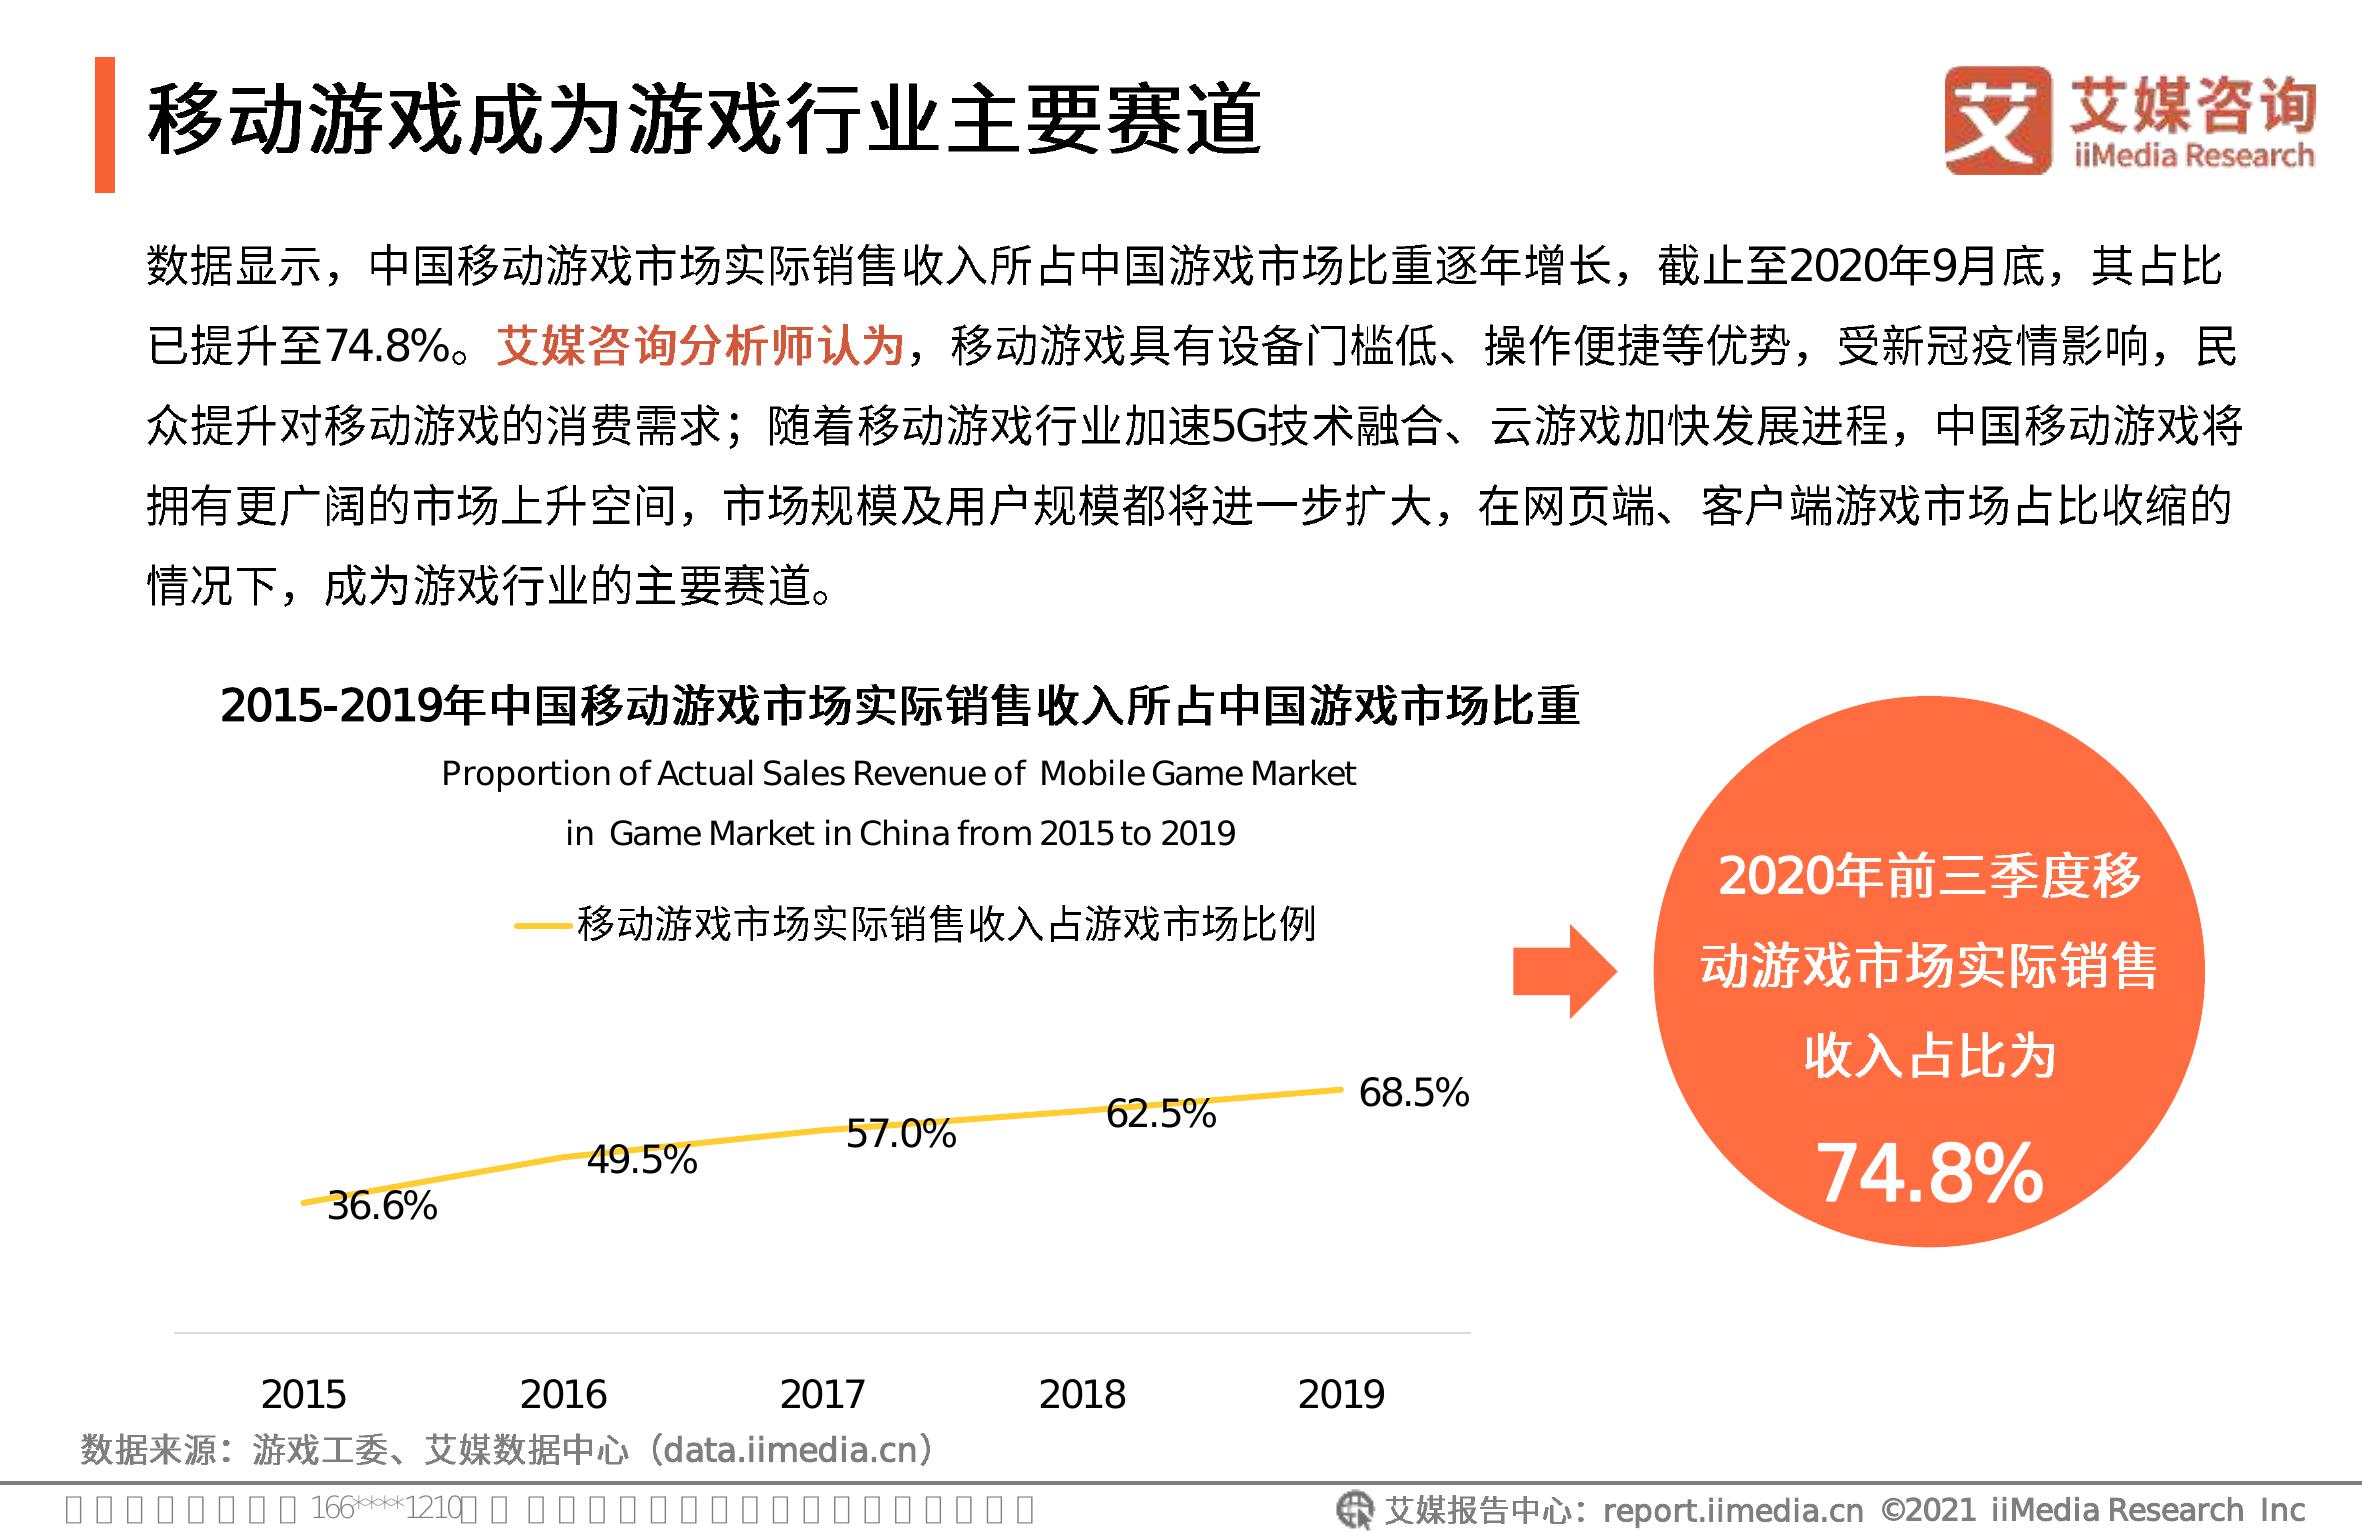 移动游戏成为游戏行业主要赛道
艾 艾媒咨询
iiMedia Research
数据显示，中国移动游戏市场实际销售收入所占中国游戏市场比重逐年增长，截止至2020年9月底，其占比
已提升至74.8%。艾媒咨询分析师认为，移动游戏具有设备门槛低、操作便捷等优势，受新冠疫情影响，民
众提升对移动游戏的消费需求；随着移动游戏行业加速5G技术融合、云游戏加快发展进程，中国移动游戏将
拥有更广阔的市场上升空间，市场规模及用户规模都将进一步扩大，在网页端、客户端游戏市场占比收缩的
情况下，成为游戏行业的主要赛道。
2015-2019年中国移动游戏市场实际销售收入所占中国游戏市场比重
Proportion of Actual Sales Revenue of Mobile Game Market
in Game Market in China from 2015 to 2019
移动游戏市场实际销售收入占游戏市场比例
36.6%
49.5%
57.0%
62.5%
68.5%
2015
2016
2017
2018
2019
2020年前三季度移
动游戏市场实际销售
收入占比为
74.8%
数据来源：游戏工委、艾媒数据中心（data.iimedia.cn）
166****1210
艾媒报告中心：report.iimedia.cn ©2021 iiMedia Research Inc